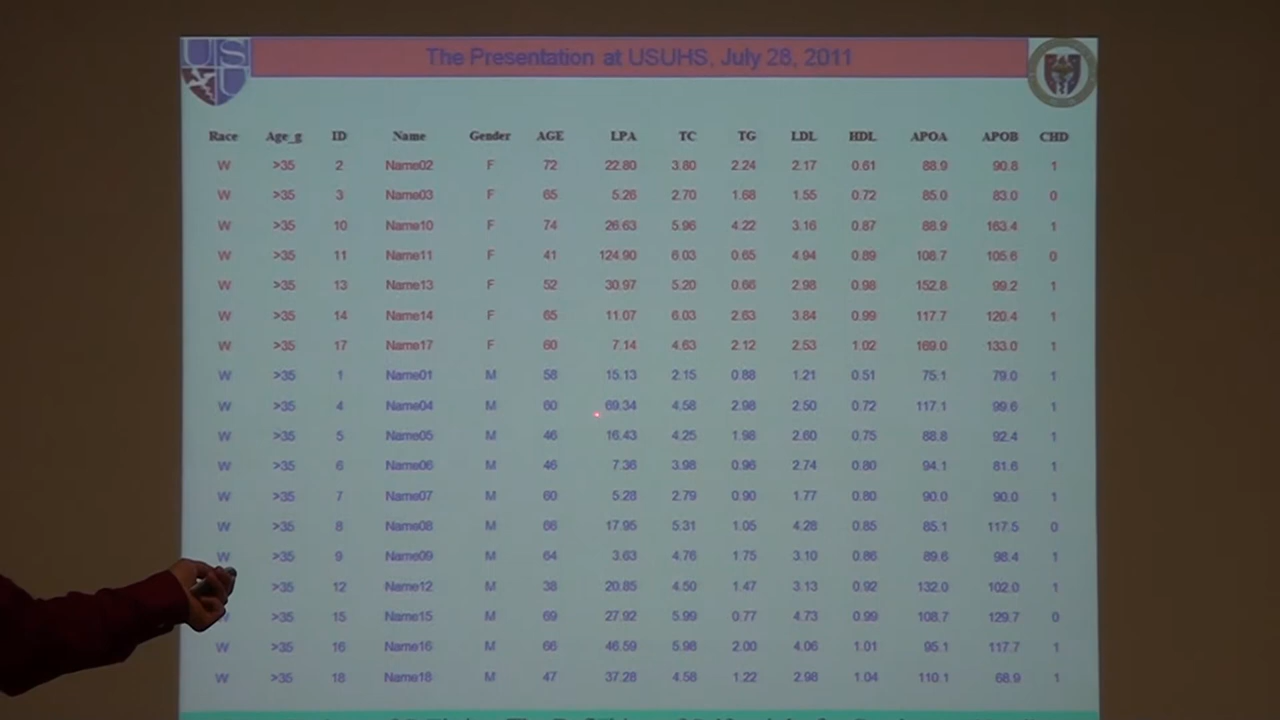 USU
The Presentation at USUHS, July 28, 2011
Race Age_g ID Name Gender AGE LPA TC TG LDL HDL APOA APOB CHD
W >35 2 Name02 F 72 22.80 3.80 2.24 2.17 0.61 88.9 90.8 1
W >35 3 Name03 F 65 5.26 2.70 1.68 1.55 0.72 85.0 83.0 0
W >35 10 Name10 F 74 26.63 5.96 4.22 3.16 0.87 88.9 163.4 1
W >35 11 Name11 F 41 124.90 6.03 0.65 4.94 0.89 108.7 105.6 0
W >35 13 Name13 F 52 30.97 5.20 0.66 2.98 0.98 152.8 99.2 1
W >35 14 Name14 F 65 11.07 6.03 2.63 3.84 0.99 117.7 120.4 1
W >35 17 Name17 F 60 7.14 4.63 2.12 2.53 1.02 169.0 133.0 1
W >35 1 Name01 M 58 15.13 2.15 0.88 1.21 0.51 75.1 79.0 1
W >35 4 Name04 M 60 69.34 4.58 2.98 2.50 0.72 117.1 99.6 1
W >35 5 Name05 M 46 16.43 4.25 1.98 2.60 0.75 88.8 92.4 1
W >35 6 Name06 M 46 7.36 3.98 0.96 2.74 0.80 94.1 81.6 1
W >35 7 Name07 M 60 5.28 2.79 0.90 1.77 0.80 90.0 90.0 1
W >35 8 Name08 M 66 17.95 5.31 1.05 4.28 0.85 85.1 117.5 0
W >35 9 Name09 M 64 3.63 4.76 1.75 3.10 0.86 89.6 98.4 1
>35 12 Name12 M 38 20.85 4.50 1.47 3.13 0.92 132.0 102.0 1
W >35 15 Name15 M 69 27.92 5.99 0.77 4.73 0.99 108.7 129.7 0
W >35 16 Name16 M 66 46.59 5.98 2.00 4.06 1.01 95.1 117.7 1
W >35 18 Name18 M 47 37.28 4.58 1.22 2.98 1.04 110.1 68.9 1